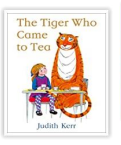 The Tiger Who
Came to Tea
Judith Kerr